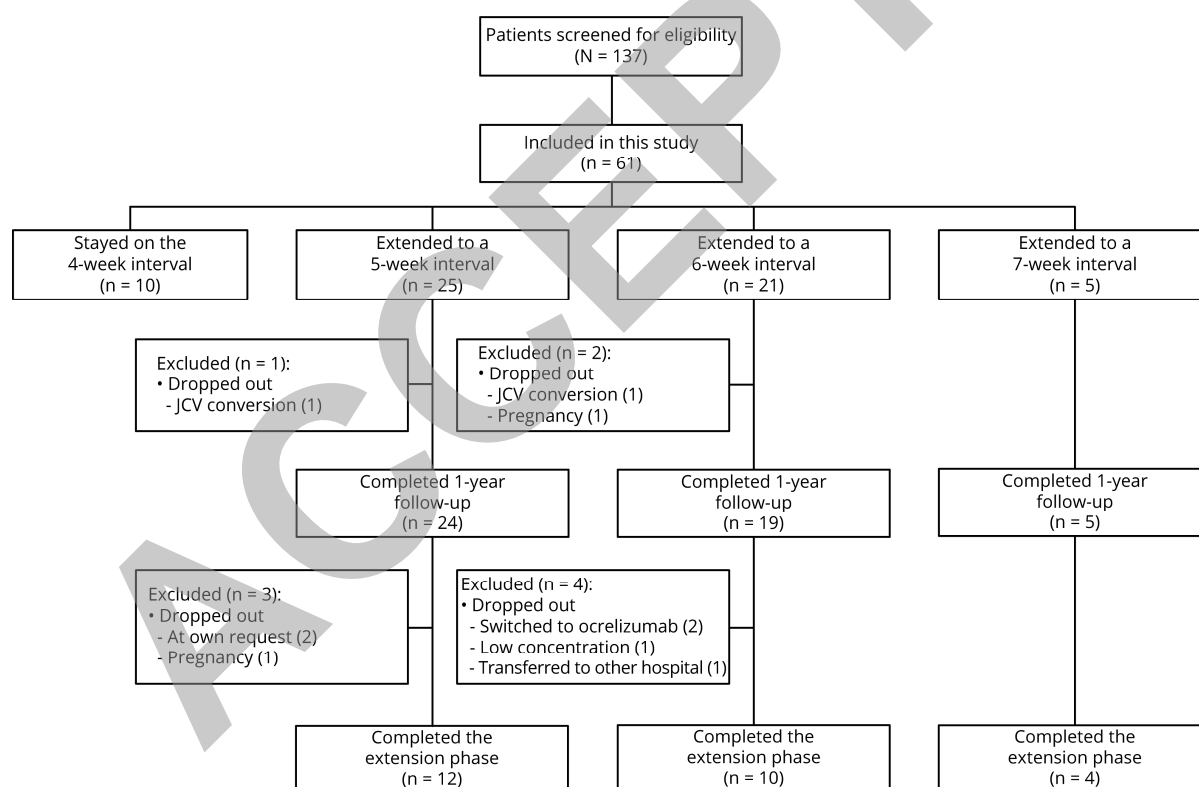 Patients screened for eligibility
(N = 137)
Included in this study
(n = 61)
Stayed on the
4-week interval
(n = 10)
Extended to a
5-week interval
(n = 25)
Extended to a
6-week interval
(n = 21)
Extended to a
7-week interval
(n = 5)
Excluded (n = 1):
• Dropped out
- JCV conversion (1)
Excluded (n = 2):
• Dropped out
- JCV conversion (1)
- Pregnancy (1)
Completed 1-year
follow-up
(n = 24)
Completed 1-year
follow-up
(n = 19)
Completed 1-year
follow-up
(n = 5)
Excluded (n = 3):
• Dropped out
- At own request (2)
- Pregnancy (1)
Excluded (n = 4):
• Dropped out
- Switched to ocrelizumab (2)
- Low concentration (1)
- Transferred to other hospital (1)
Completed the
extension phase
(n = 12)
Completed the
extension phase
(n = 10)
Completed the
extension phase
(n = 4)
ACCEPT